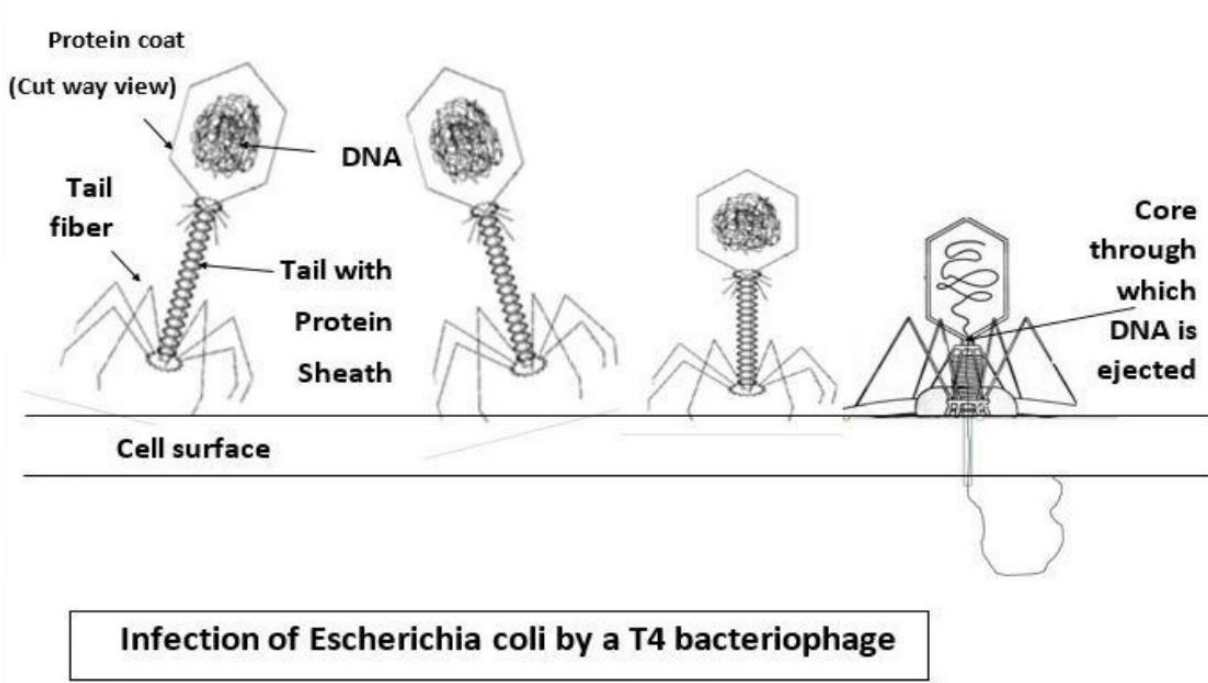 Protein coat
(Cut way view)
DNA
Tail
fiber
Tail with
Protein
Sheath
Core
through
which
DNA is
ejected
Cell surface
Infection of Escherichia coli by a T4 bacteriophage